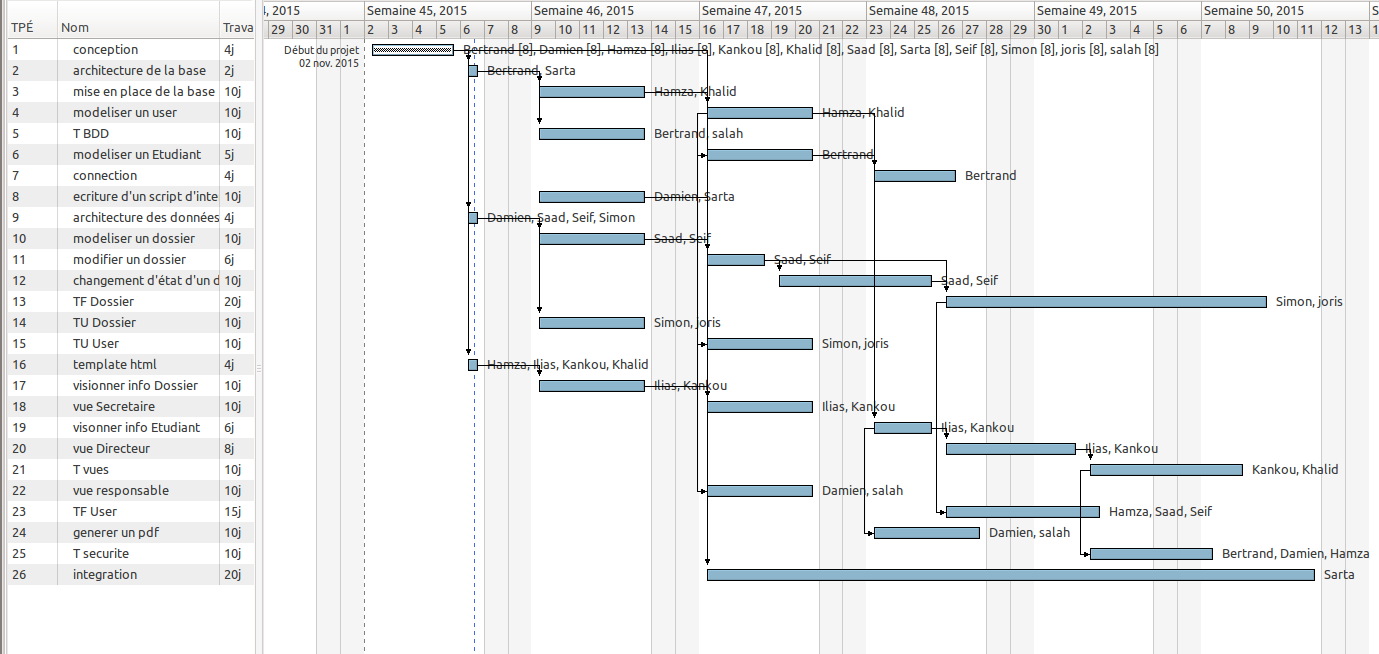 TPÉ Nom Trava
, 2015 Semaine 45, 2015 Semaine 46, 2015 Semaine 47, 2015 Semaine 48, 2015 Semaine 49, 2015 Semaine 50, 2015 S
29 30 31 1 2 3 4 5 6 7 8 9 10 11 12 13 14 15 16 17 18 19 20 21 22 23 24 25 26 27 28 29 30 1 2 3 4 5 6 7 8 9 10 11 12 13 1
Début du projet
02 nov. 2015
1 conception 4j Bertrand [8], Damien [8], Hamza [8], Ilias [8], Kankou [8], Khalid [8], Saad [8], Sarta [8], Seif [8], Simon [8], joris [8], salah [8]
2 architecture de la base 2j Bertrand, Sarta
3 mise en place de la base 10j Hamza, Khalid
4 modeliser un user 10j Hamza, Khalid
5 T BDD 10j Bertrand, salah
6 modeliser un Etudiant 5j Bertrand
7 connection 4j Bertrand
8 ecriture d'un script d'inte 10j Damien, Sarta
9 architecture des données 4j Damien, Saad, Seif, Simon
10 modeliser un dossier 10j Saad, Seif
11 modifier un dossier 6j Saad, Seif
12 changement d'état d'un d 10j Saad, Seif
13 TF Dossier 20j Simon, joris
14 TU Dossier 10j Simon, joris
15 TU User 10j Simon, joris
16 template html 4j Hamza, Ilias, Kankou, Khalid
17 visionner info Dossier 10j Ilias, Kankou
18 vue Secretaire 10j Ilias, Kankou
19 visonner info Etudiant 6j Ilias, Kankou
20 vue Directeur 8j Ilias, Kankou
21 T vues 10j Kankou, Khalid
22 vue responsable 10j Damien, salah
23 TF User 15j Hamza, Saad, Seif
24 generer un pdf 10j Damien, salah
25 T securite 10j Bertrand, Damien, Hamza
26 integration 20j Sarta